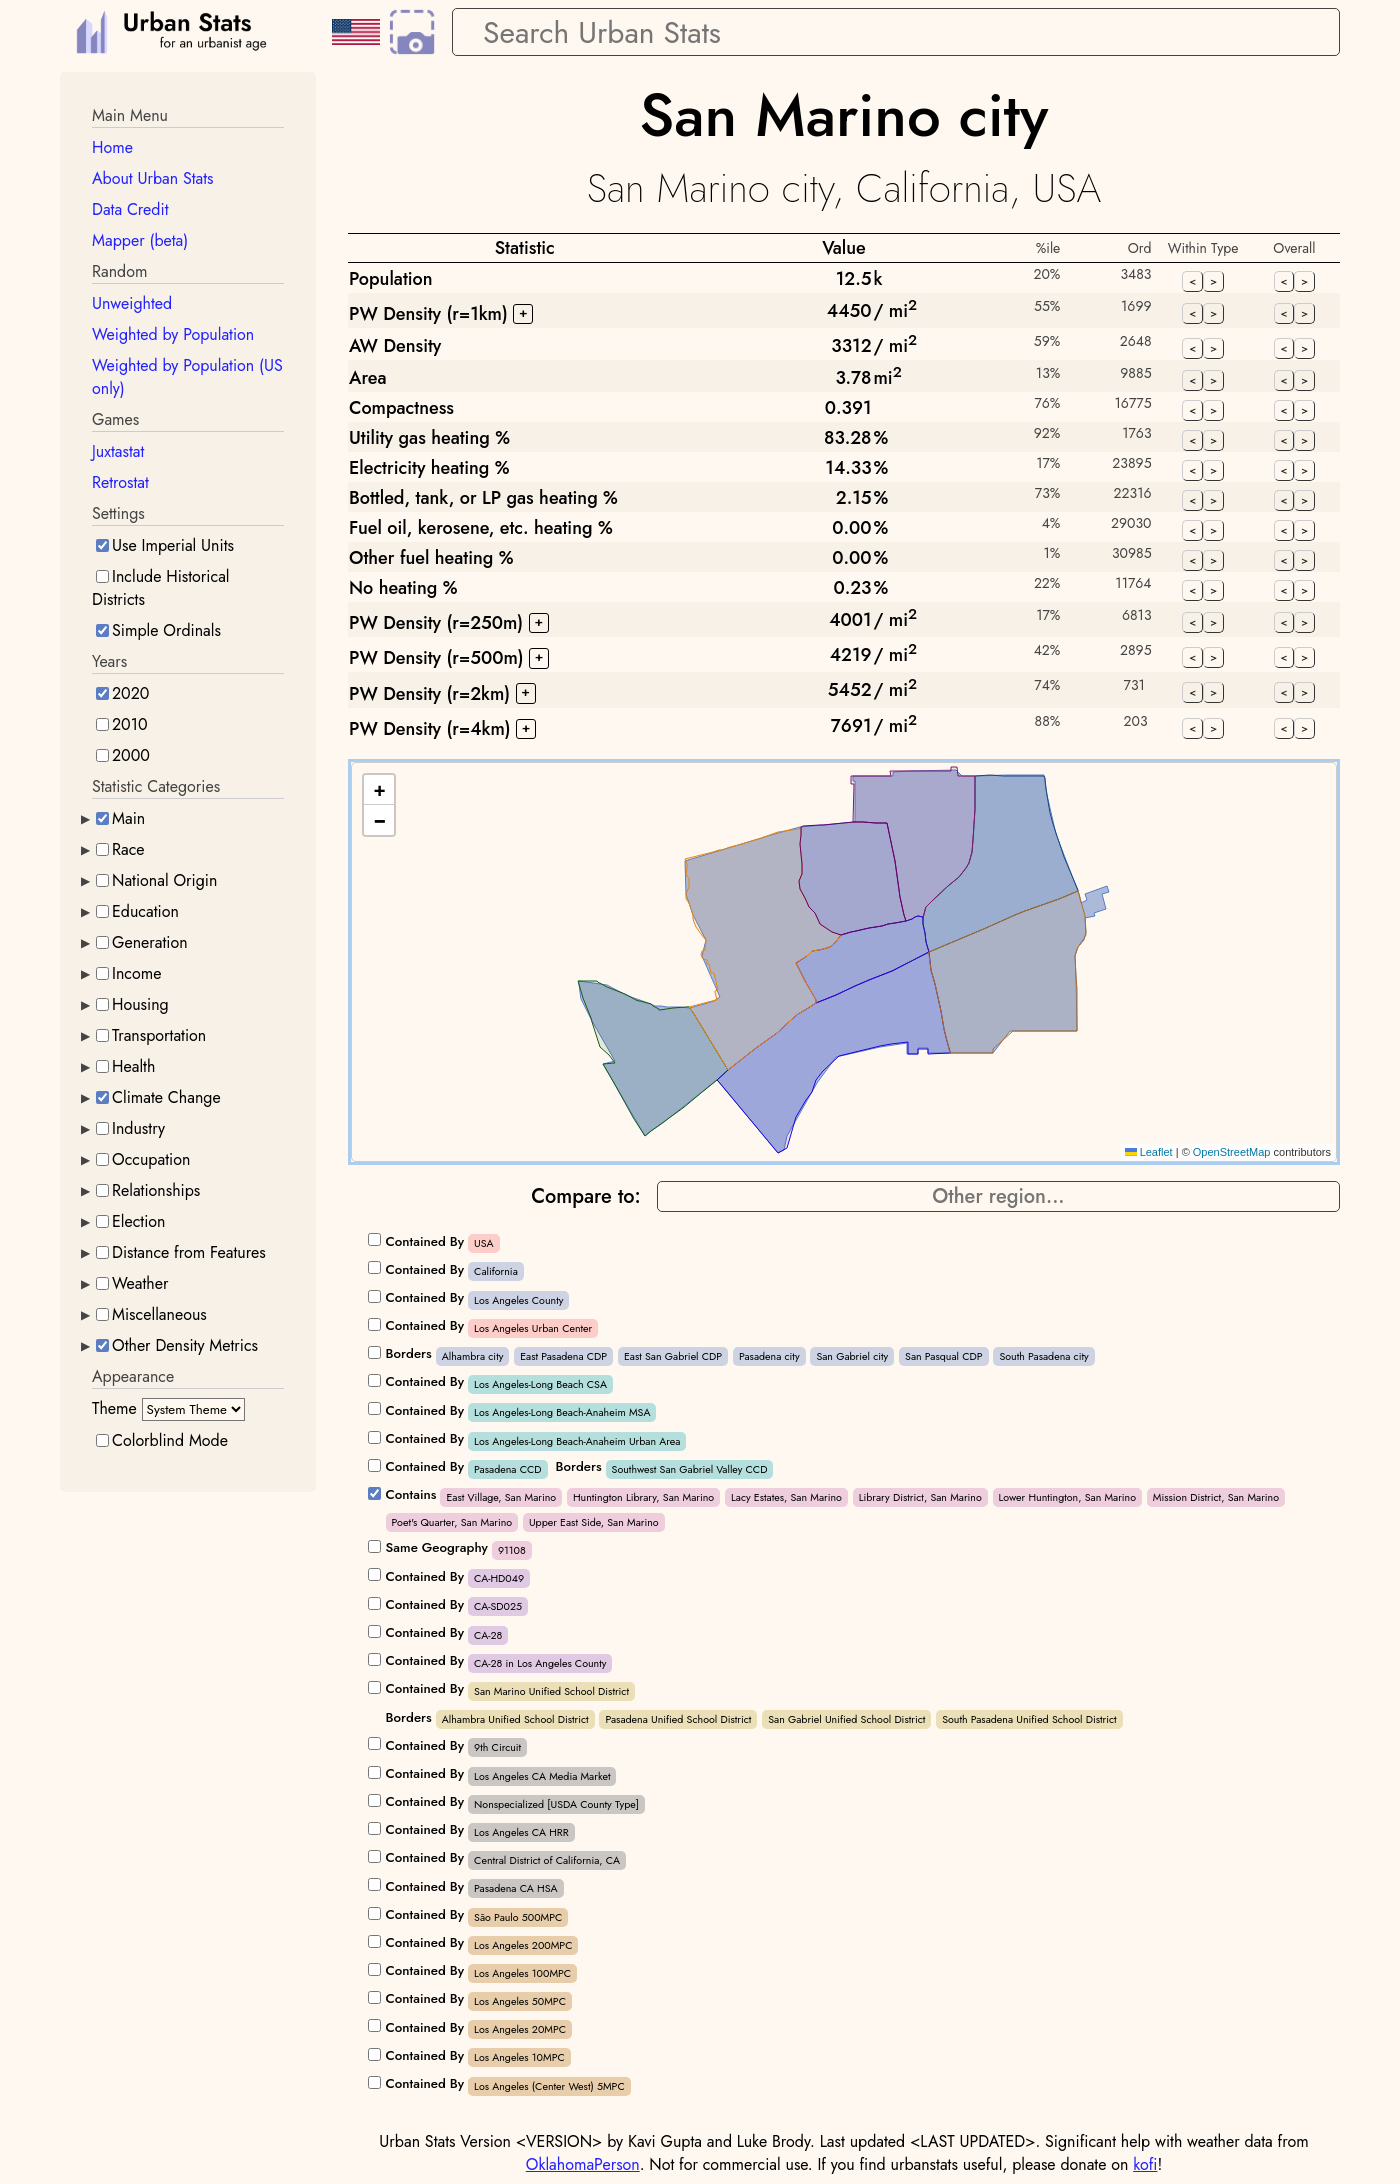 Urban Stats
for an urbanist age
Search Urban Stats
Main Menu
Home
About Urban Stats
Data Credit
Mapper (beta)
Random
Unweighted
Weighted by Population
Weighted by Population (US
only)
Games
Juxtastat
Retrostat
Settings
Use Imperial Units
Include Historical
Districts
Simple Ordinals
Years
2020
2010
2000
Statistic Categories
Main
Race
National Origin
Education
Generation
Income
Housing
Transportation
Health
Climate Change
Industry
Occupation
Relationships
Election
Distance from Features
Weather
Miscellaneous
Other Density Metrics
Appearance
Theme System Theme
Colorblind Mode
San Marino city
San Marino city, California, USA
Statistic Value %ile Ord Within Type Overall
Population 12.5k 20% 3483 < > < >
PW Density (r=1km) + 4450/ mi² 55% 1699 < > < >
AW Density 3312/ mi² 59% 2648 < > < >
Area 3.78mi² 13% 9885 < > < >
Compactness 0.391 76% 16775 < > < >
Utility gas heating % 83.28% 92% 1763 < > < >
Electricity heating % 14.33% 17% 23895 < > < >
Bottled, tank, or LP gas heating % 2.15% 73% 22316 < > < >
Fuel oil, kerosene, etc. heating % 0.00% 4% 29030 < > < >
Other fuel heating % 0.00% 1% 30985 < > < >
No heating % 0.23% 22% 11764 < > < >
PW Density (r=250m) + 4001/ mi² 17% 6813 < > < >
PW Density (r=500m) + 4219/ mi² 42% 2895 < > < >
PW Density (r=2km) + 5452/ mi² 74% 731 < > < >
PW Density (r=4km) + 7691/ mi² 88% 203 < > < >
+
−
Leaflet | © OpenStreetMap contributors
Compare to: Other region...
Contained By USA
Contained By California
Contained By Los Angeles County
Contained By Los Angeles Urban Center
Borders Alhambra city East Pasadena CDP East San Gabriel CDP Pasadena city San Gabriel city San Pasqual CDP South Pasadena city
Contained By Los Angeles-Long Beach CSA
Contained By Los Angeles-Long Beach-Anaheim MSA
Contained By Los Angeles-Long Beach-Anaheim Urban Area
Contained By Pasadena CCD Borders Southwest San Gabriel Valley CCD
Contains East Village, San Marino Huntington Library, San Marino Lacy Estates, San Marino Library District, San Marino Lower Huntington, San Marino Mission District, San Marino
Poet's Quarter, San Marino Upper East Side, San Marino
Same Geography 91108
Contained By CA-HD049
Contained By CA-SD025
Contained By CA-28
Contained By CA-28 in Los Angeles County
Contained By San Marino Unified School District
Borders Alhambra Unified School District Pasadena Unified School District San Gabriel Unified School District South Pasadena Unified School District
Contained By 9th Circuit
Contained By Los Angeles CA Media Market
Contained By Nonspecialized [USDA County Type]
Contained By Los Angeles CA HRR
Contained By Central District of California, CA
Contained By Pasadena CA HSA
Contained By São Paulo 500MPC
Contained By Los Angeles 200MPC
Contained By Los Angeles 100MPC
Contained By Los Angeles 50MPC
Contained By Los Angeles 20MPC
Contained By Los Angeles 10MPC
Contained By Los Angeles (Center West) 5MPC
Urban Stats Version <VERSION> by Kavi Gupta and Luke Brody. Last updated <LAST UPDATED>. Significant help with weather data from
OklahomaPerson. Not for commercial use. If you find urbanstats useful, please donate on kofi!